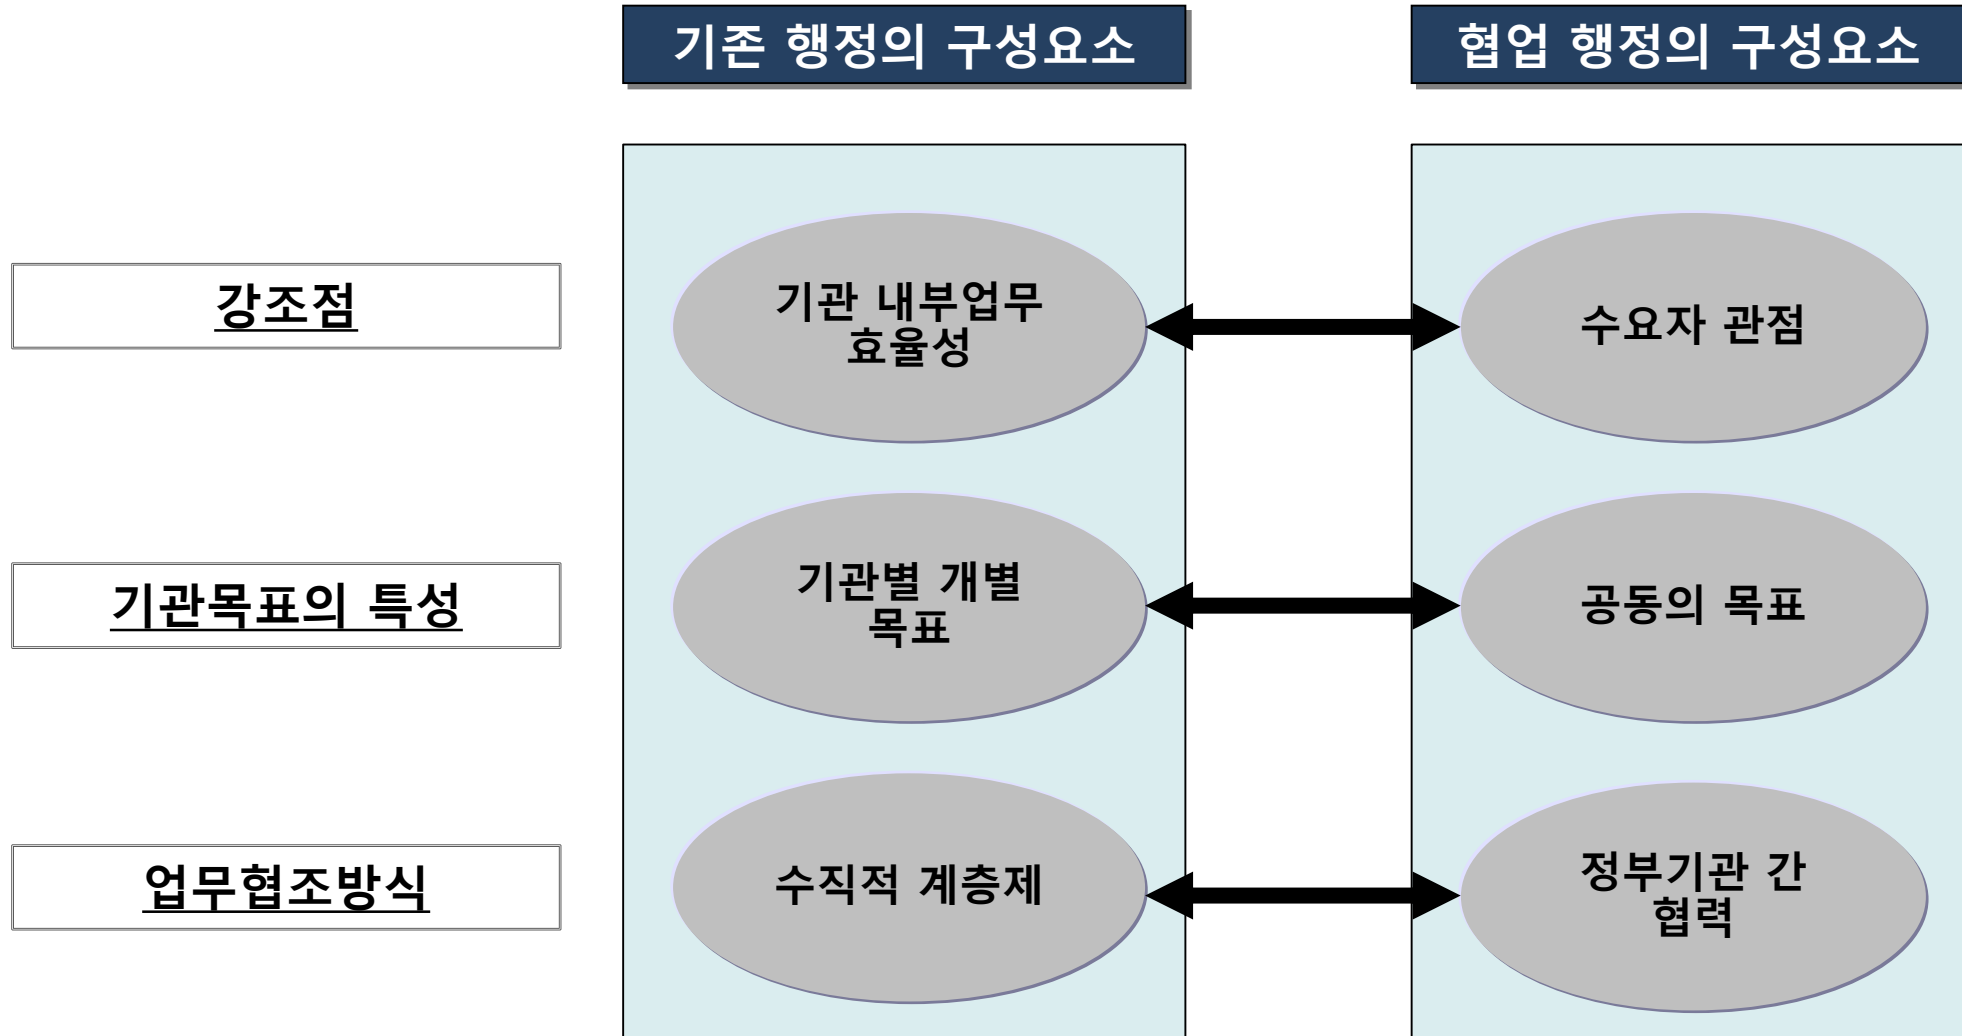 기존 행정의 구성요소
협업 행정의 구성요소
강조점
기관 내부업무
효율성
수요자 관점
기관목표의 특성
기관별 개별
목표
공동의 목표
업무협조방식
수직적 계층제
정부기관 간
협력